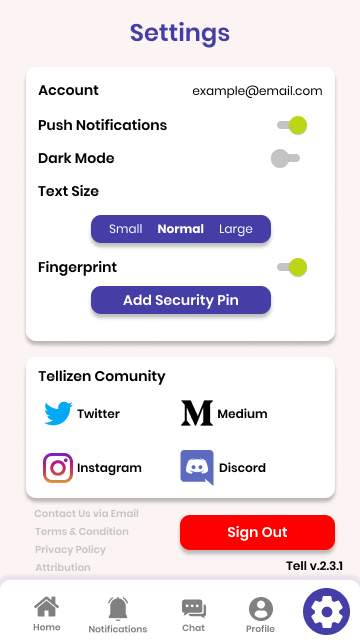 Settings
Account example@email.com
Push Notifications
Dark Mode
Text Size
Small Normal Large
Fingerprint
Add Security Pin
Tellizen Comunity
Twitter Medium
Instagram Discord
Contact Us via Email
Terms & Condition
Privacy Policy
Attribution
Sign Out
Tell v.2.3.1
Home Notifications Chat Profile